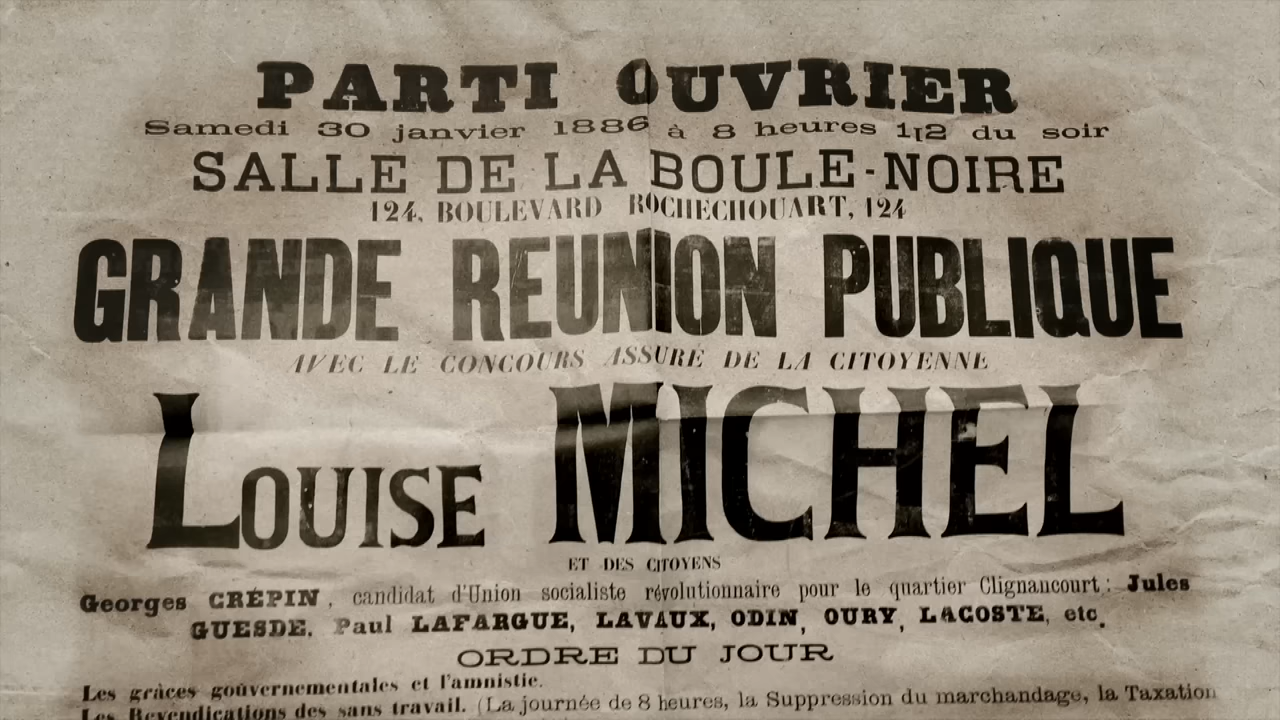 PARTI OUVRIER
Samedi 30 janvier 1886 à 8 heures 1|2 du soir
SALLE DE LA BOULE-NOIRE
124, BOULEVARD ROCHECHOUART, 124
GRANDE REUNION PUBLIQUE
AVEC LE CONCOURS ASSURÉ DE LA CITOYENNE
LOUISE MICHEL
ET DES CITOYENS
Georges CRÉPIN, candidat d'Union socialiste révolutionnaire pour le quartier Clignancourt; Jules
GUESDE, Paul LAFARGUE, LAVAUX, ODIN, OURY, LACOSTE, etc.
ORDRE DU JOUR
Les grâces gouvernementales et l'amnistie.
Les Revendications des sans travail. (La journée de 8 heures, la Suppression du marchandage, la Taxation